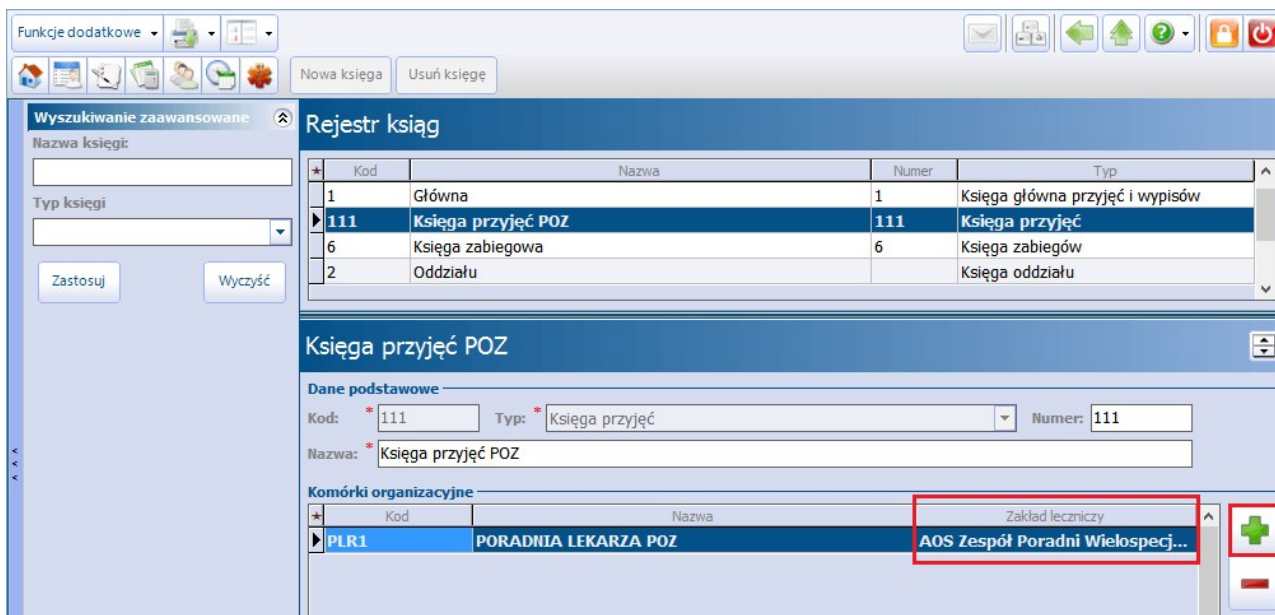 Funkcje dodatkowe
Nowa księga Usuń księgę
Wyszukiwanie zaawansowane
Nazwa księgi:
Typ księgi
Zastosuj Wyczyść
Rejestr ksiąg
Kod Nazwa Numer Typ
1 Główna 1 Księga główna przyjęć i wypisów
111 Księga przyjęć POZ 111 Księga przyjęć
6 Księga zabiegowa 6 Księga zabiegów
2 Oddziału Księga oddziału
Księga przyjęć POZ
Dane podstawowe
Kod: * 111 Typ: * Księga przyjęć Numer: 111
Nazwa: * Księga przyjęć POZ
Komórki organizacyjne
Kod Nazwa Zakład leczniczy
PLR1 PORADNIA LEKARZA POZ AOS Zespół Poradni Wielospecj...